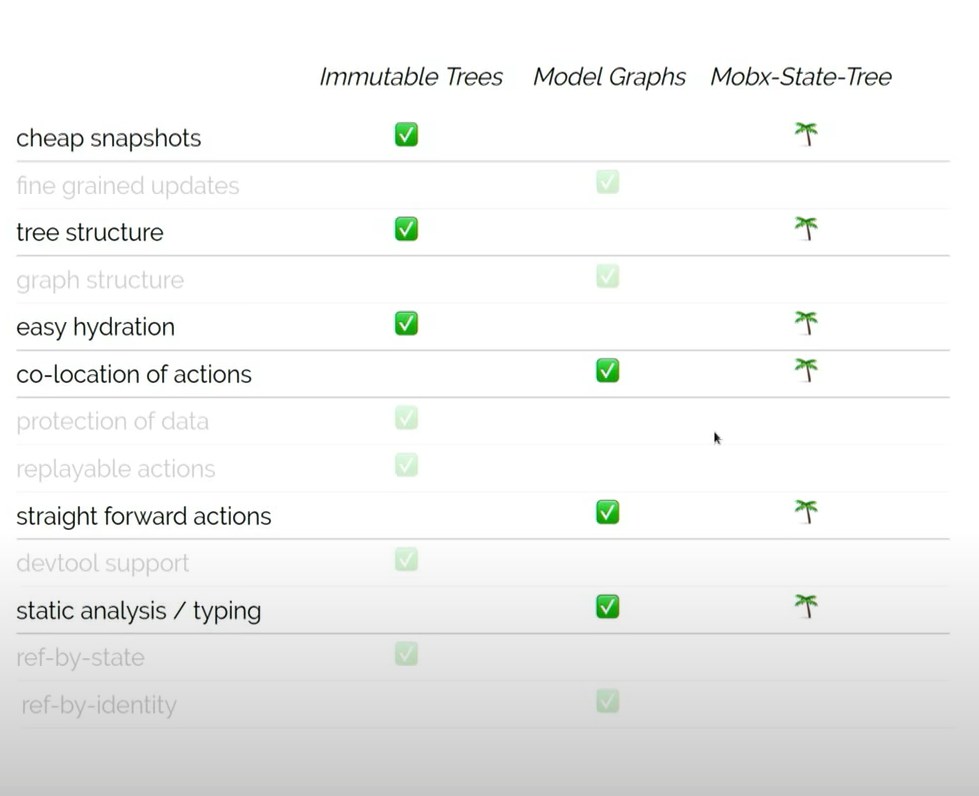 Immutable Trees Model Graphs Mobx-State-Tree
cheap snapshots ✅ 🌴
fine grained updates ✅
tree structure ✅ 🌴
graph structure ✅
easy hydration ✅ 🌴
co-location of actions ✅ 🌴
protection of data ✅
replayable actions ✅
straight forward actions ✅ 🌴
devtool support ✅
static analysis / typing ✅ 🌴
ref-by-state ✅
ref-by-identity ✅